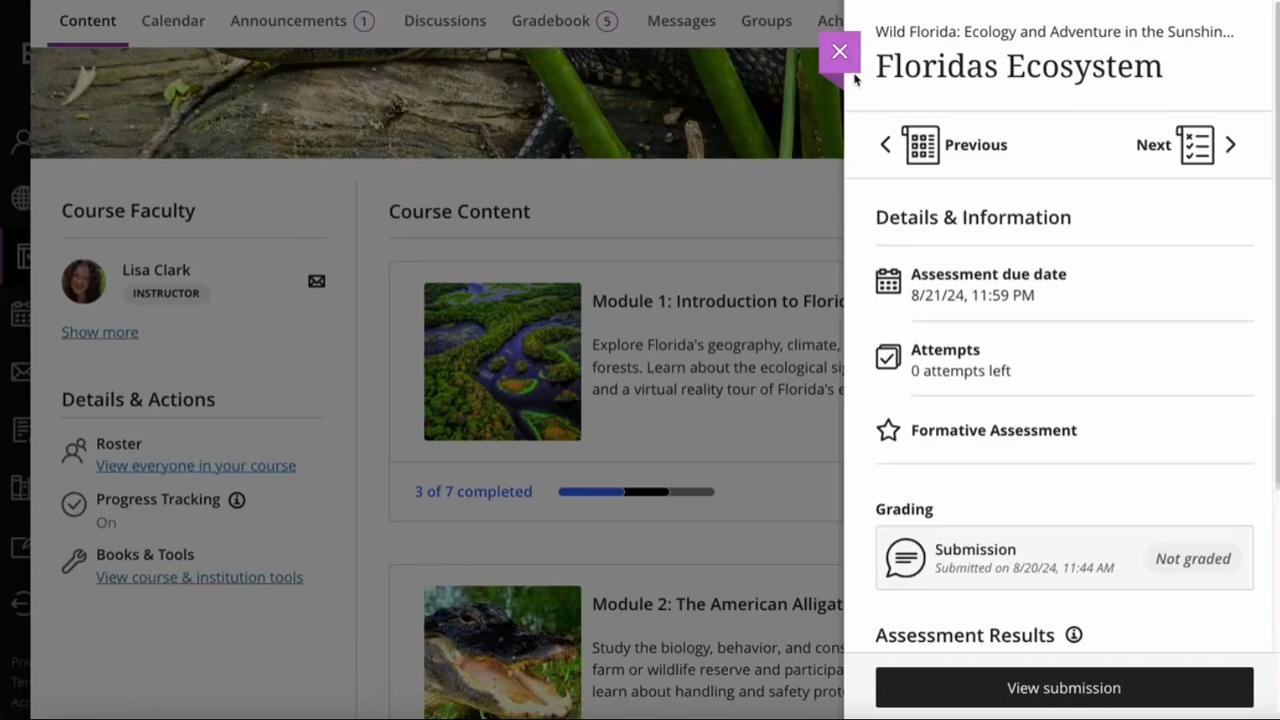 Content
Calendar
Announcements 1
Discussions
Gradebook 5
Messages
Groups
Ach
Course Faculty
Lisa Clark
INSTRUCTOR
Show more
Details & Actions
Roster
View everyone in your course
Progress Tracking
On
Books & Tools
View course & institution tools
Pri
Ter
Acc
Course Content
Module 1: Introduction to Floric
Explore Florida's geography, climate,
forests. Learn about the ecological si
and a virtual reality tour of Florida's e
3 of 7 completed
Module 2: The American Alligat
Study the biology, behavior, and cons
farm or wildlife reserve and participa
learn about handling and safety prot
Wild Florida: Ecology and Adventure in the Sunshin...
Floridas Ecosystem
Previous
Next
Details & Information
Assessment due date
8/21/24, 11:59 PM
Attempts
0 attempts left
Formative Assessment
Grading
Submission
Submitted on 8/20/24, 11:44 AM
Not graded
Assessment Results
View submission